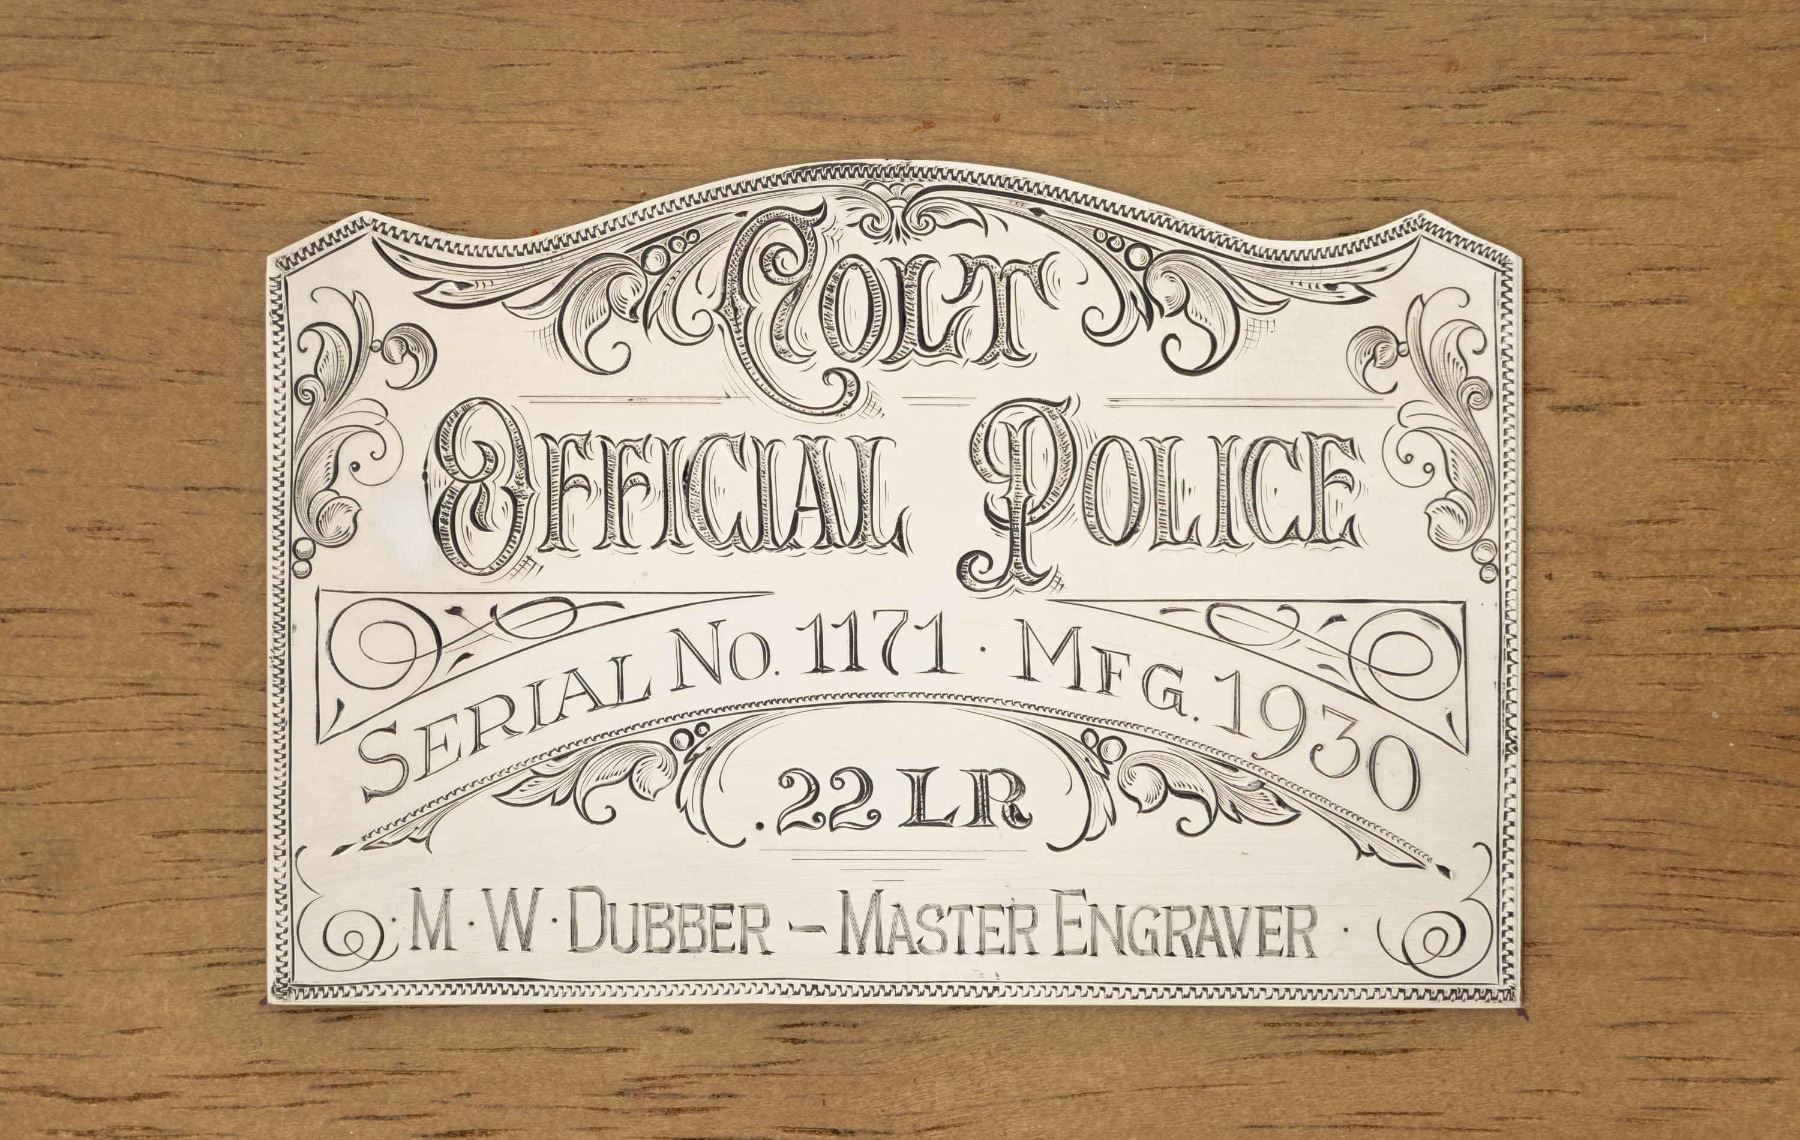 Colt
Official Police
Serial No. 1171 · Mfg. 1930
.22 LR
· M · W · Dubber – Master Engraver ·